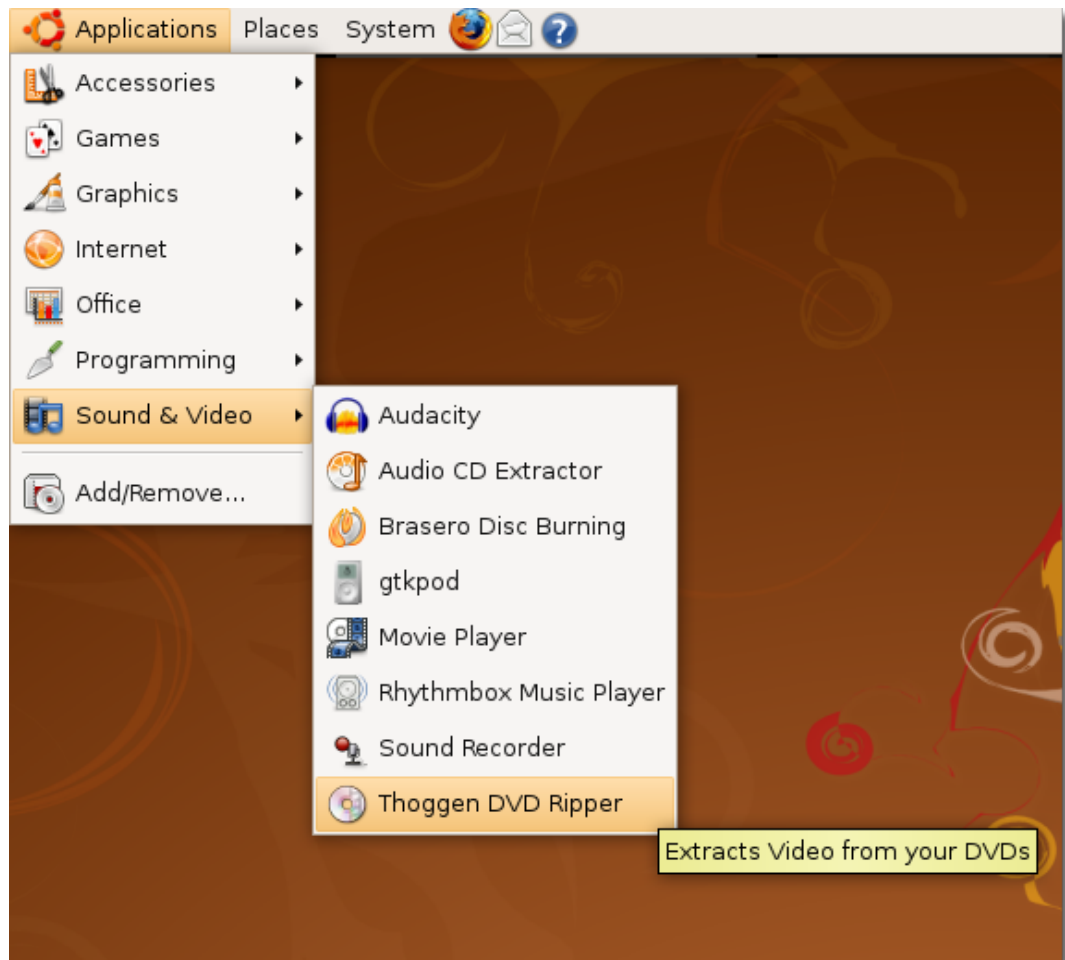 Applications Places System
Accessories
Games
Graphics
Internet
Office
Programming
Sound & Video
Add/Remove...
Audacity
Audio CD Extractor
Brasero Disc Burning
gtkpod
Movie Player
Rhythmbox Music Player
Sound Recorder
Thoggen DVD Ripper
Extracts Video from your DVDs